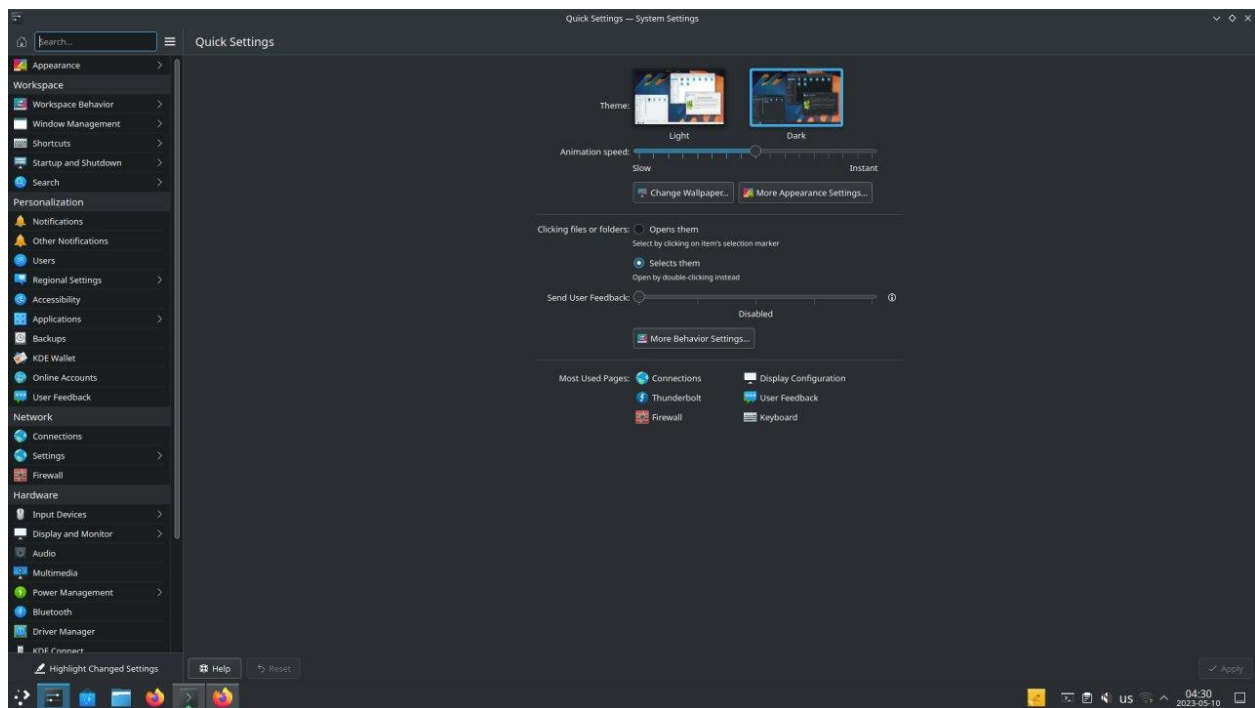 Quick Settings — System Settings
Search...
Quick Settings
Appearance
Workspace
Workspace Behavior
Window Management
Shortcuts
Startup and Shutdown
Search
Personalization
Notifications
Other Notifications
Users
Regional Settings
Accessibility
Applications
Backups
KDE Wallet
Online Accounts
User Feedback
Network
Connections
Settings
Firewall
Hardware
Input Devices
Display and Monitor
Audio
Multimedia
Power Management
Bluetooth
Driver Manager
KDE Connect
Highlight Changed Settings
Theme:
Light Dark
Animation speed:
Slow Instant
Change Wallpaper... More Appearance Settings...
Clicking files or folders: Opens them
Select by clicking on item's selection marker
Selects them
Open by double-clicking instead
Send User Feedback:
Disabled
More Behavior Settings...
Most Used Pages: Connections Display Configuration
Thunderbolt User Feedback
Firewall Keyboard
Help Reset Apply
US 04:30
2023-05-10